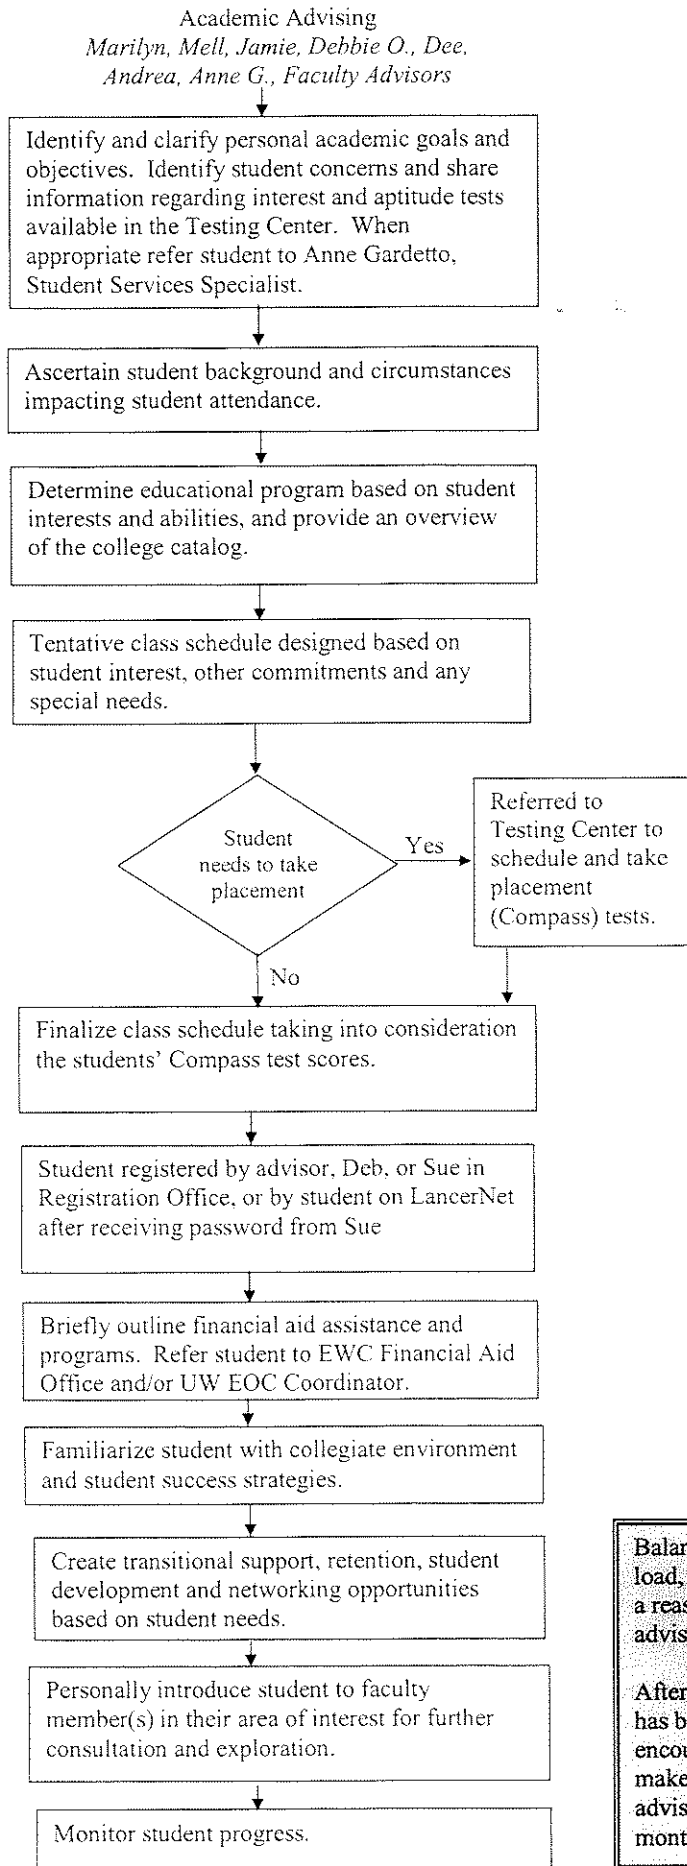 Academic Advising
Marilyn, Mell, Jamie, Debbie O., Dee,
Andrea, Anne G., Faculty Advisors
Identify and clarify personal academic goals and
objectives. Identify student concerns and share
information regarding interest and aptitude tests
available in the Testing Center. When
appropriate refer student to Anne Gardetto,
Student Services Specialist.
Ascertain student background and circumstances
impacting student attendance.
Determine educational program based on student
interests and abilities, and provide an overview
of the college catalog.
Tentative class schedule designed based on
student interest, other commitments and any
special needs.
Student
needs to take
placement
Yes
Referred to
Testing Center to
schedule and take
placement
(Compass) tests.
No
Finalize class schedule taking into consideration
the students’ Compass test scores.
Student registered by advisor, Deb, or Sue in
Registration Office, or by student on LancerNet
after receiving password from Sue
Briefly outline financial aid assistance and
programs. Refer student to EWC Financial Aid
Office and/or UW EOC Coordinator.
Familiarize student with collegiate environment
and student success strategies.
Create transitional support, retention, student
development and networking opportunities
based on student needs.
Personally introduce student to faculty
member(s) in their area of interest for further
consultation and exploration.
Monitor student progress.
load,
After